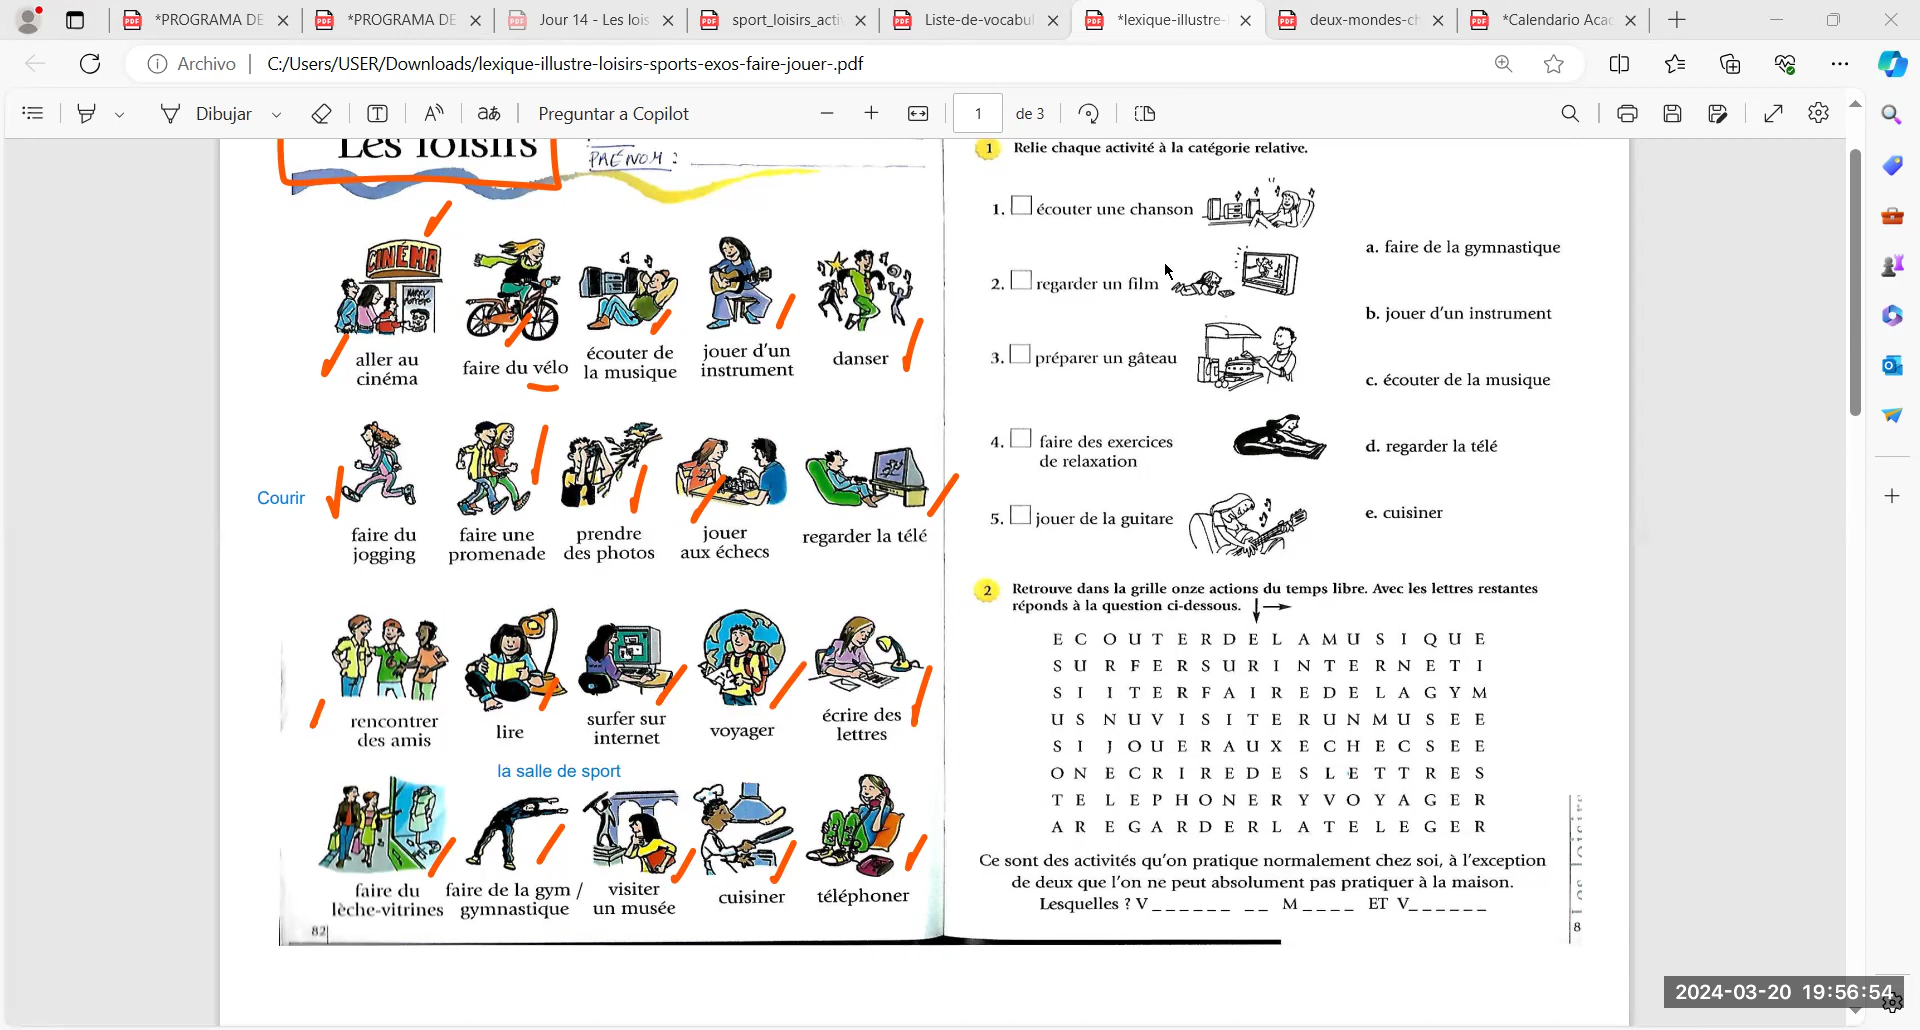 *PROGRAMA DE
*PROGRAMA DE
Jour 14 - Les lois
sport_loisirs_activ
Liste-de-vocabul
*lexique-illustre-l
deux-mondes-ch
*Calendario Acad
Archivo
C:/Users/USER/Downloads/lexique-illustre-loisirs-sports-exos-faire-jouer-.pdf
Dibujar
Preguntar a Copilot
1
de 3
Les loisirs
PRÉNOM :
CINÉMA
HARRY
POTTER
aller au
cinéma
faire du vélo
écouter de
la musique
jouer d'un
instrument
danser
Courir
faire du
jogging
faire une
promenade
prendre
des photos
jouer
aux échecs
regarder la télé
rencontrer
des amis
lire
surfer sur
internet
voyager
écrire des
lettres
la salle de sport
faire du
lèche-vitrines
faire de la gym /
gymnastique
visiter
un musée
cuisiner
téléphoner
82
1 Relie chaque activité à la catégorie relative.
1. écouter une chanson
2. regarder un film
3. préparer un gâteau
4. faire des exercices
de relaxation
5. jouer de la guitare
a. faire de la gymnastique
b. jouer d'un instrument
c. écouter de la musique
d. regarder la télé
e. cuisiner
2 Retrouve dans la grille onze actions du temps libre. Avec les lettres restantes
réponds à la question ci-dessous.
E C O U T E R D E L A M U S I Q U E
S U R F E R S U R I N T E R N E T I
S I I T E R F A I R E D E L A G Y M
U S N U V I S I T E R U N M U S E E
S I J O U E R A U X E C H E C S E E
O N E C R I R E D E S L E T T R E S
T E L E P H O N E R Y V O Y A G E R
A R E G A R D E R L A T E L E G E R
Ce sont des activités qu'on pratique normalement chez soi, à l'exception
de deux que l'on ne peut absolument pas pratiquer à la maison.
Lesquelles ? V _ _ _ _ _ _ _ _ M _ _ _ _ ET V _ _ _ _ _ _
Les loisirs
8
2024-03-20 19:56:54